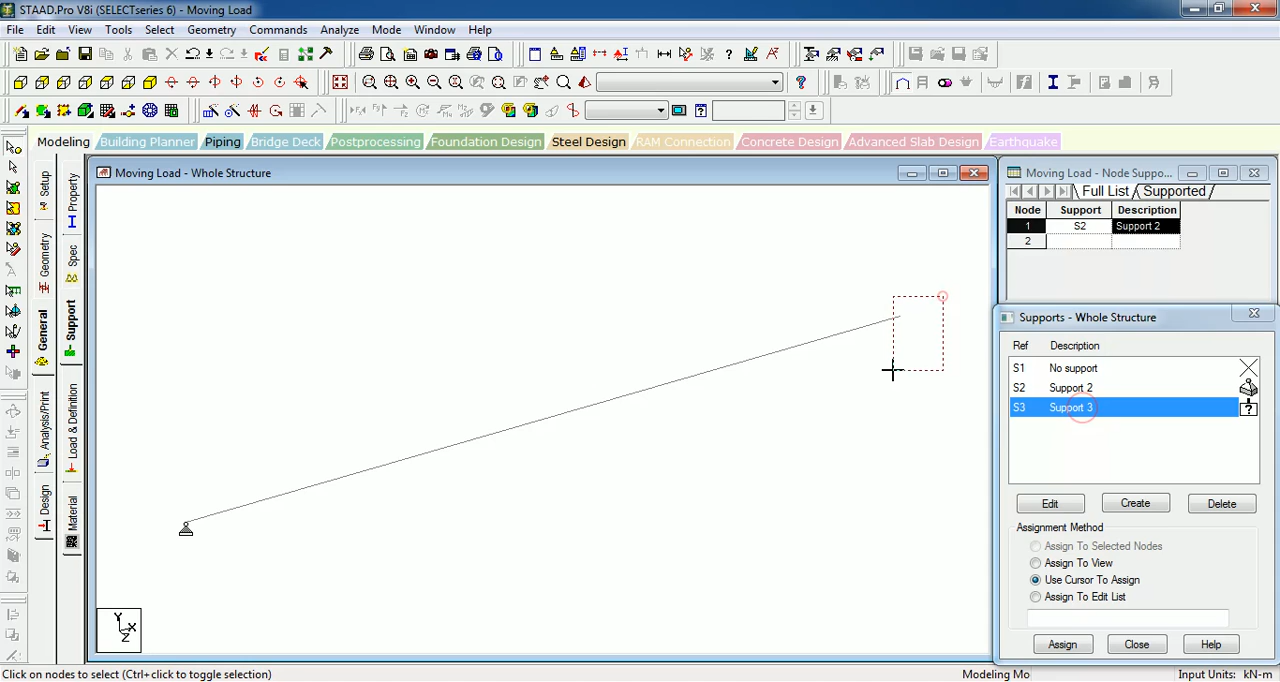 STAAD.Pro V8i (SELECTseries 6) - Moving Load
File Edit View Tools Select Geometry Commands Analyze Mode Window Help
Modeling Building Planner Piping Bridge Deck Postprocessing Foundation Design Steel Design RAM Connection Concrete Design Advanced Slab Design Earthquake
Setup
Geometry
General
Analysis/Print
Design
Property
Spec
Support
Load & Definition
Material
Moving Load - Whole Structure
Y
X
Z
Moving Load - Node Suppo...
Full List Supported
Node Support Description
1 S2 Support 2
2
Supports - Whole Structure
Ref Description
S1 No support
S2 Support 2
S3 Support 3
?
Edit Create Delete
Assignment Method
Assign To Selected Nodes
Assign To View
Use Cursor To Assign
Assign To Edit List
Assign Close Help
Click on nodes to select (Ctrl+click to toggle selection) Modeling Mo Input Units: kN-m